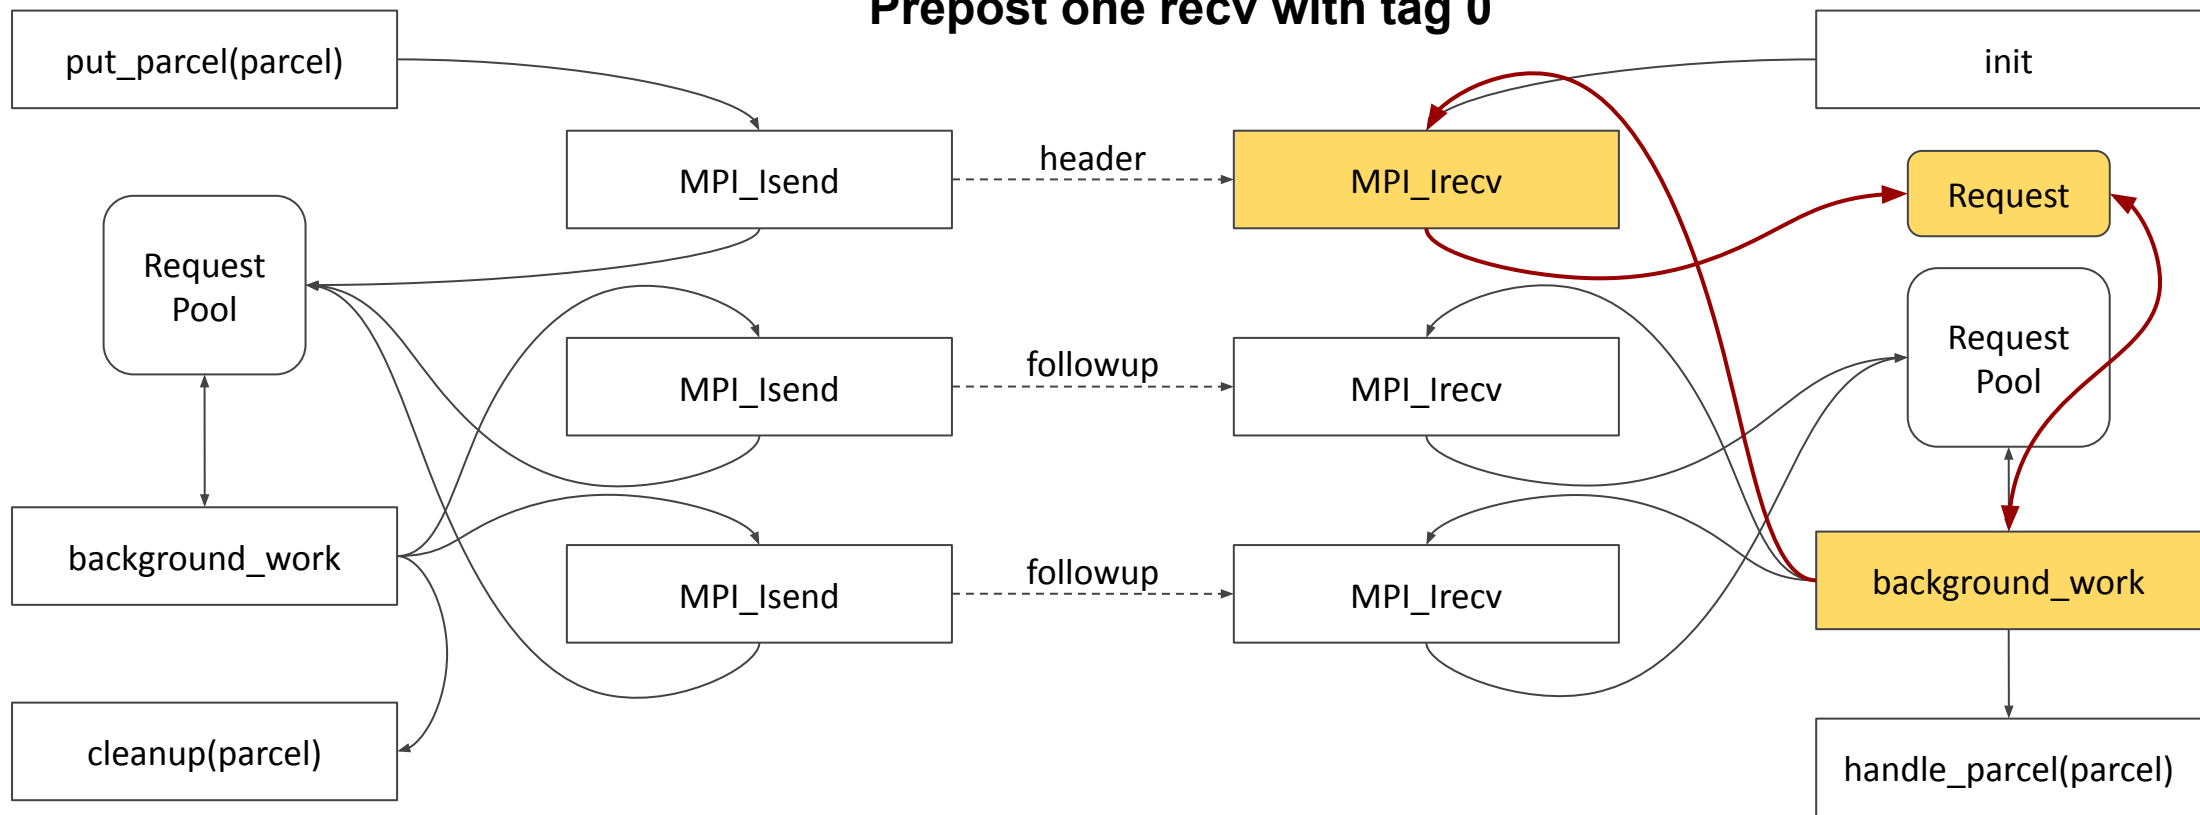 Prepost one recv with tag 0
put_parcel(parcel)
init
MPI_Isend
header
MPI_Irecv
Request
Request
Pool
MPI_Isend
followup
MPI_Irecv
Request
Pool
background_work
MPI_Isend
followup
MPI_Irecv
background_work
cleanup(parcel)
handle_parcel(parcel)